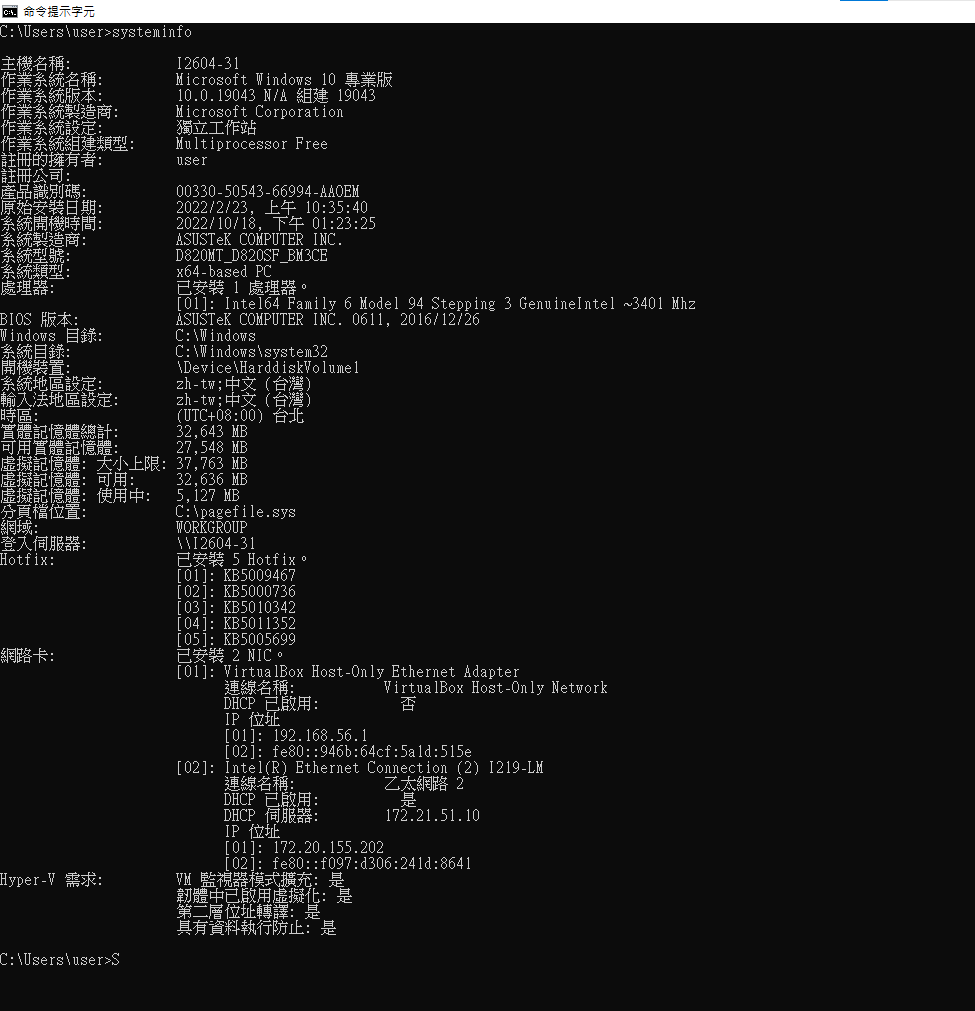 命令提示字元
C:\Users\user>systeminfo
主機名稱: I2604-31
作業系統名稱: Microsoft Windows 10 專業版
作業系統版本: 10.0.19043 N/A 組建 19043
作業系統製造商: Microsoft Corporation
作業系統設定: 獨立工作站
作業系統組建類型: Multiprocessor Free
註冊的擁有者: user
註冊公司:
產品識別碼: 00330-50543-66994-AAOEM
原始安裝日期: 2022/2/23, 上午 10:35:40
系統開機時間: 2022/10/18, 下午 01:23:25
系統製造商: ASUSTeK COMPUTER INC.
系統型號: D820MT_D820SF_BM3CE
系統類型: x64-based PC
處理器: 已安裝 1 處理器。
[01]: Intel64 Family 6 Model 94 Stepping 3 GenuineIntel ~3401 Mhz
BIOS 版本: ASUSTeK COMPUTER INC. 0611, 2016/12/26
Windows 目錄: C:\Windows
系統目錄: C:\Windows\system32
開機裝置: \Device\HarddiskVolume1
系統地區設定: zh-tw;中文 (台灣)
輸入法地區設定: zh-tw;中文 (台灣)
時區: (UTC+08:00) 台北
實體記憶體總計: 32,643 MB
可用實體記憶體: 27,548 MB
虛擬記憶體: 大小上限: 37,763 MB
虛擬記憶體: 可用: 32,636 MB
虛擬記憶體: 使用中: 5,127 MB
分頁檔位置: C:\pagefile.sys
網域: WORKGROUP
登入伺服器: \\I2604-31
Hotfix: 已安裝 5 Hotfix。
[01]: KB5009467
[02]: KB5000736
[03]: KB5010342
[04]: KB5011352
[05]: KB5005699
網路卡: 已安裝 2 NIC。
[01]: VirtualBox Host-Only Ethernet Adapter
連線名稱: VirtualBox Host-Only Network
DHCP 已啟用: 否
IP 位址
[01]: 192.168.56.1
[02]: fe80::946b:64cf:5a1d:515e
[02]: Intel(R) Ethernet Connection (2) I219-LM
連線名稱: 乙太網路 2
DHCP 已啟用: 是
DHCP 伺服器: 172.21.51.10
IP 位址
[01]: 172.20.155.202
[02]: fe80::f097:d306:241d:8641
Hyper-V 需求: VM 監視器模式擴充: 是
韌體中已啟用虛擬化: 是
第二層位址轉譯: 是
具有資料執行防止: 是
C:\Users\user>S